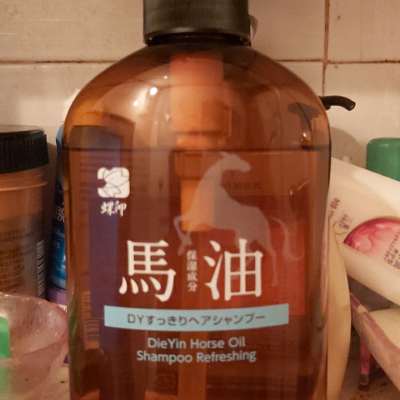 蝶印
馬油
保湿成分
DYすっきりヘアシャンプー
DieYin Horse Oil
Shampoo Refreshing